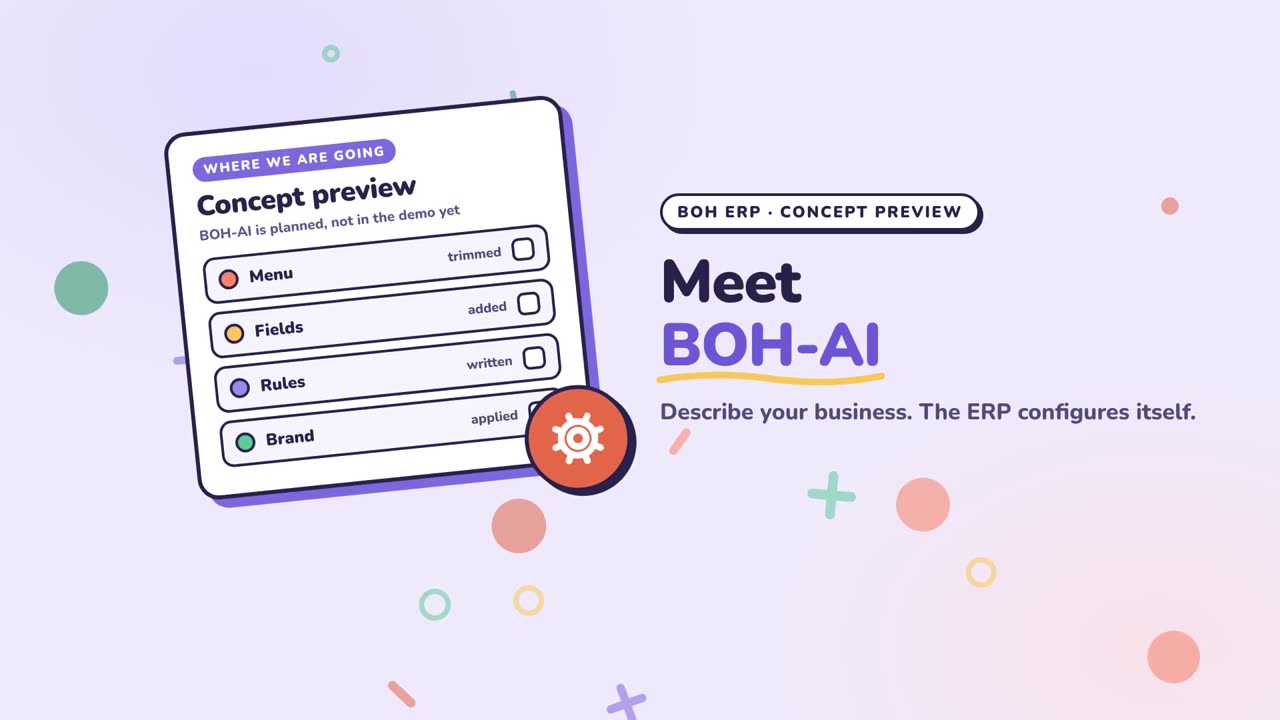 WHERE WE ARE GOING
Concept preview
BOH-AI is planned, not in the demo yet
Menu trimmed
Fields added
Rules written
Brand applied
BOH ERP · CONCEPT PREVIEW
Meet
BOH-AI
Describe your business. The ERP configures itself.